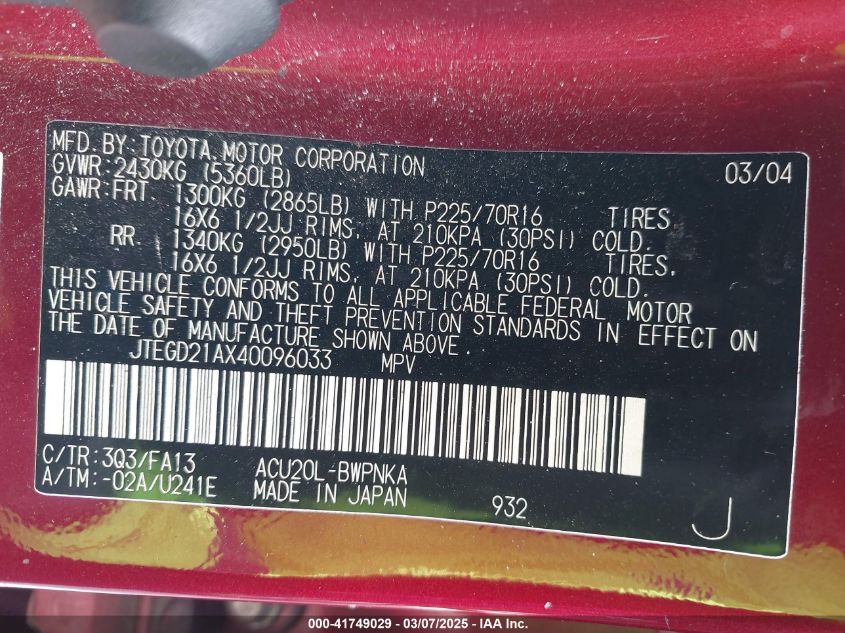 MFD. BY: TOYOTA MOTOR CORPORATION 03/04
GVWR: 2430KG (5360LB)
GAWR: FRT 1300KG (2865LB) WITH P225/70R16 TIRES,
16X6 1/2JJ RIMS, AT 210KPA (30PSI) COLD.
RR 1340KG (2950LB) WITH P225/70R16 TIRES,
16X6 1/2JJ RIMS, AT 210KPA (30PSI) COLD.
THIS VEHICLE CONFORMS TO ALL APPLICABLE FEDERAL MOTOR
VEHICLE SAFETY AND THEFT PREVENTION STANDARDS IN EFFECT ON
THE DATE OF MANUFACTURE SHOWN ABOVE.
JTEGD21AX40096033 MPV
C/TR: 3Q3/FA13 ACU20L-BWPNKA
A/TM: -02A/U241E MADE IN JAPAN 932 J
000-41749029 - 03/07/2025 - IAA Inc.